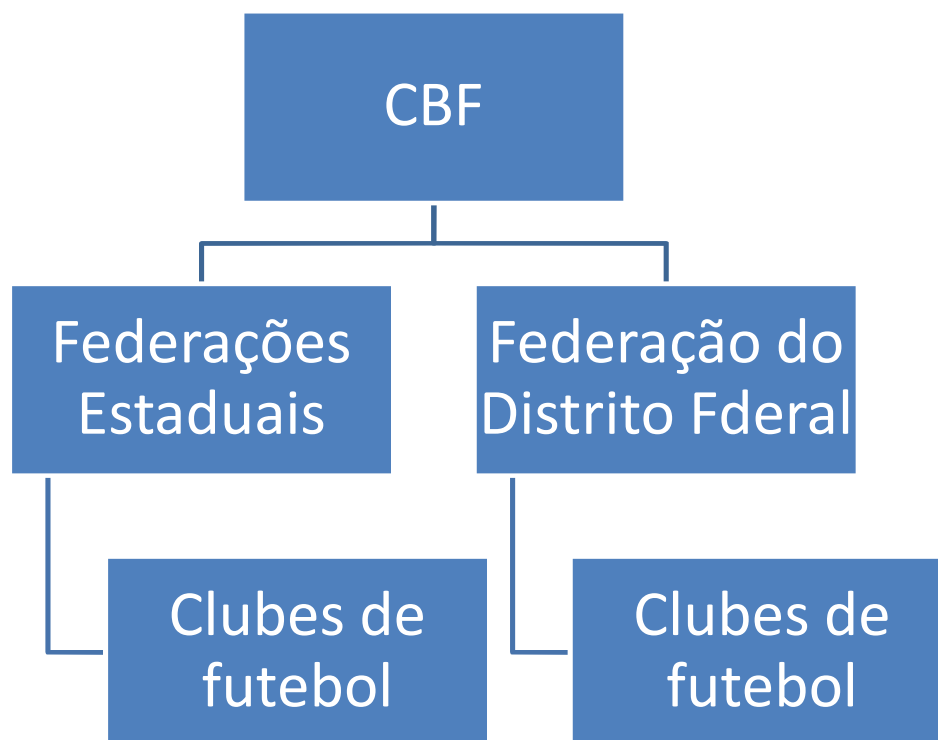 CBF
Federações
Estaduais
Federação do
Distrito Fderal
Clubes de
futebol
Clubes de
futebol